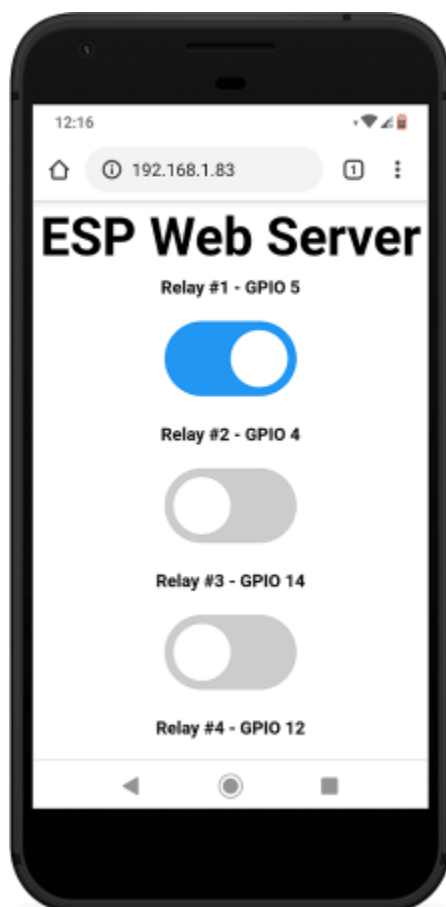 12:16
192.168.1.83
1
ESP Web Server
Relay #1 - GPIO 5
Relay #2 - GPIO 4
Relay #3 - GPIO 14
Relay #4 - GPIO 12